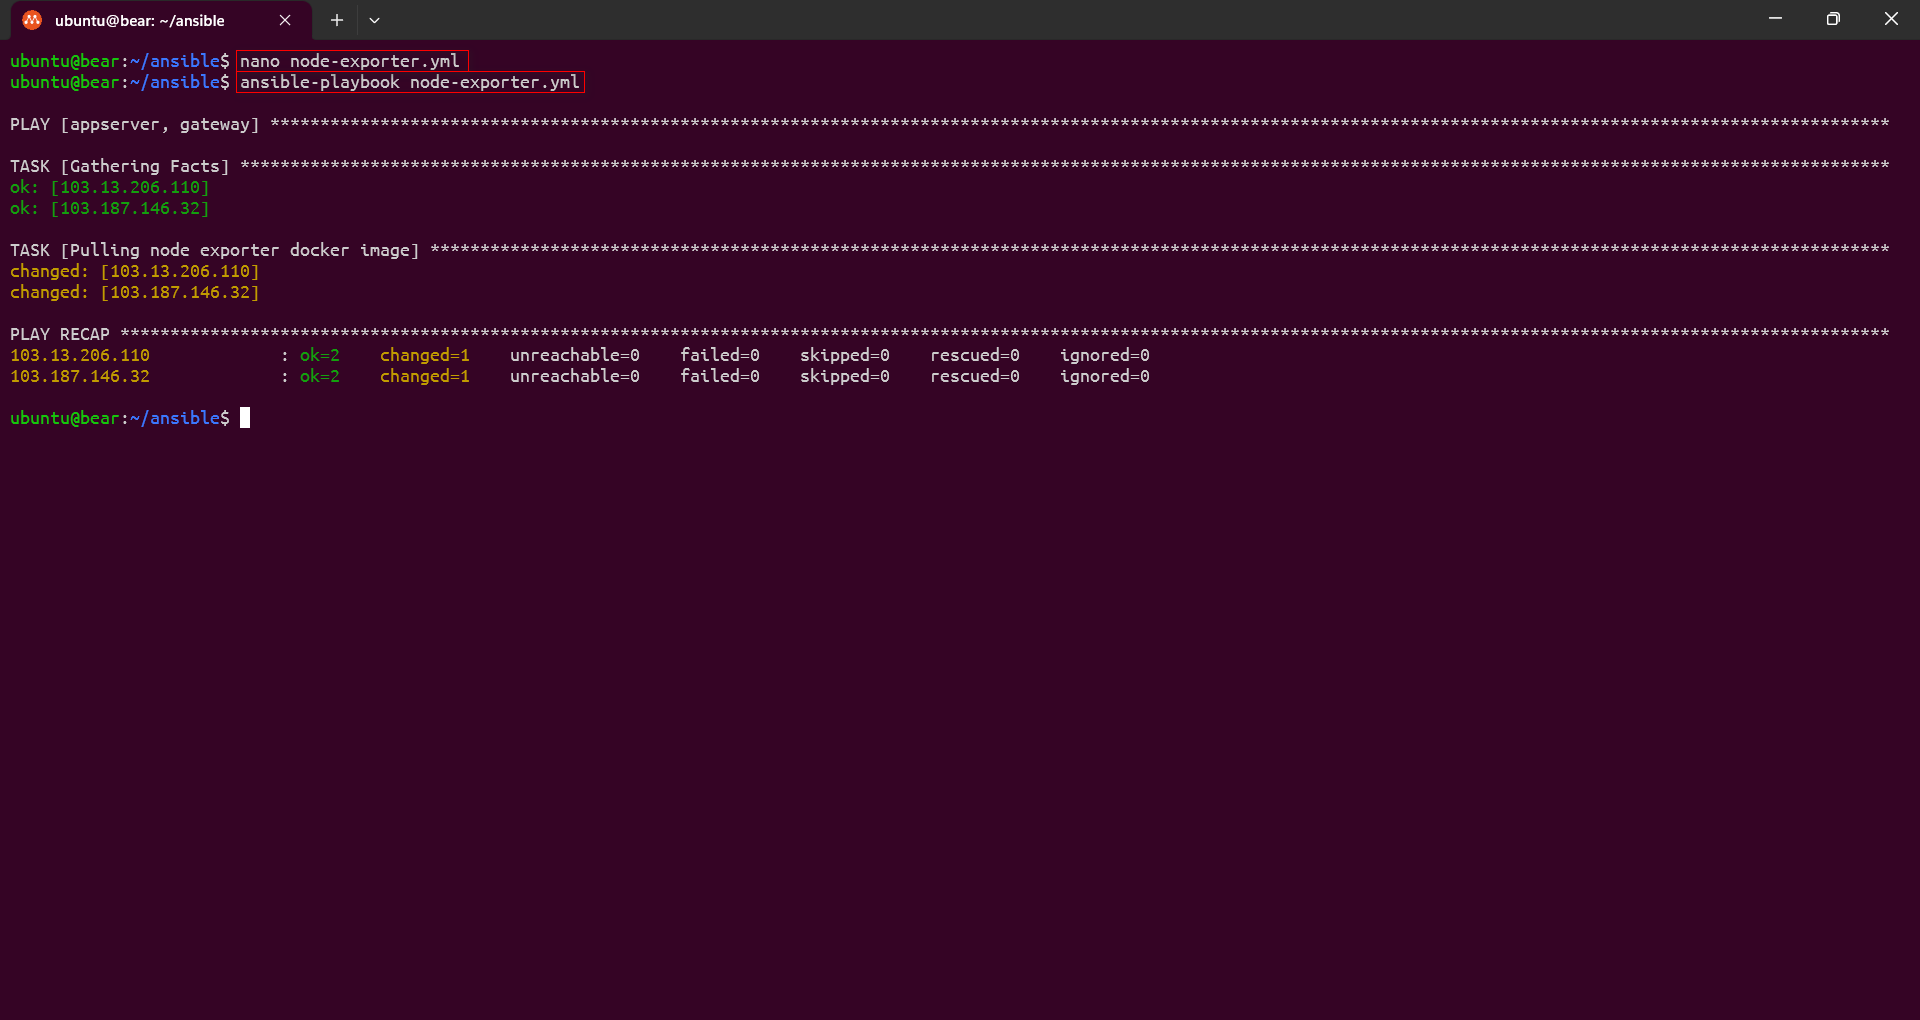 ubuntu@bear: ~/ansible
ubuntu@bear:~/ansible$ nano node-exporter.yml
ubuntu@bear:~/ansible$ ansible-playbook node-exporter.yml
PLAY [appserver, gateway] ******************************************************************************************************************************************************************
TASK [Gathering Facts] *********************************************************************************************************************************************************************
ok: [103.13.206.110]
ok: [103.187.146.32]
TASK [Pulling node exporter docker image] **************************************************************************************************************************************************
changed: [103.13.206.110]
changed: [103.187.146.32]
PLAY RECAP *********************************************************************************************************************************************************************************
103.13.206.110             : ok=2    changed=1    unreachable=0    failed=0    skipped=0    rescued=0    ignored=0
103.187.146.32             : ok=2    changed=1    unreachable=0    failed=0    skipped=0    rescued=0    ignored=0
ubuntu@bear:~/ansible$